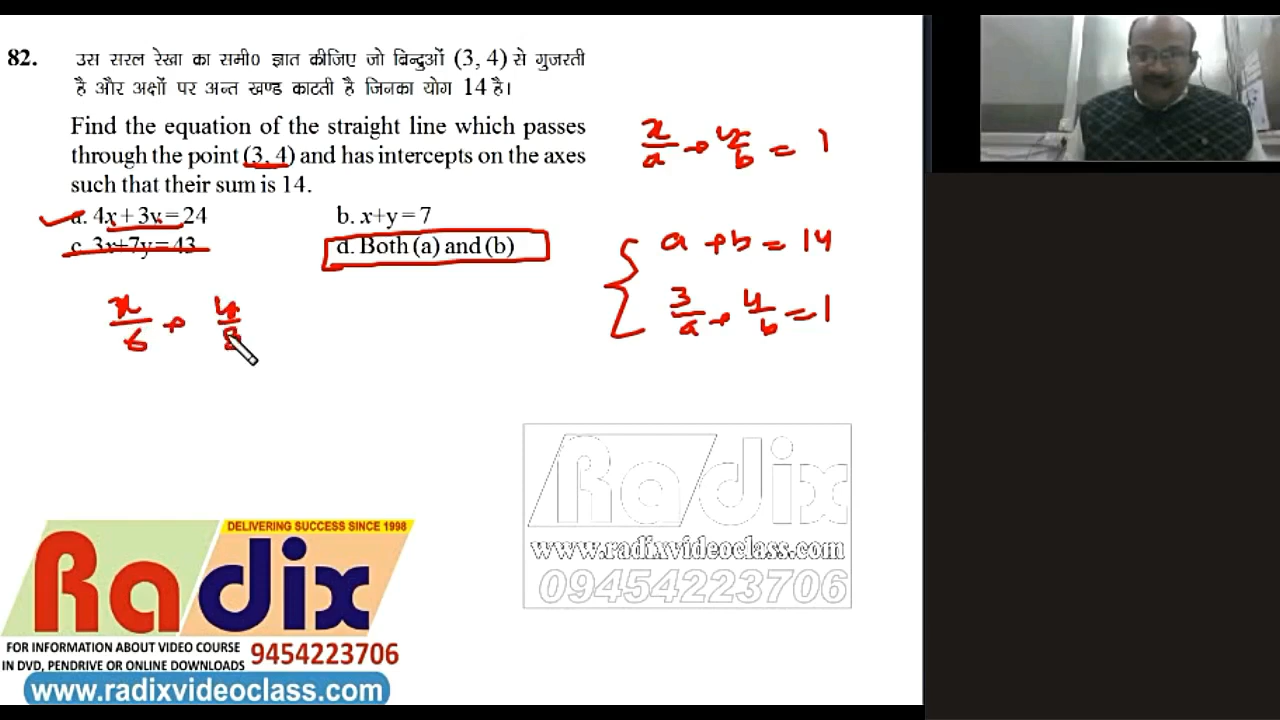 82. उस सरल रेखा का समी० ज्ञात कीजिए जो बिन्दुओं (3, 4) से गुजरती
है और अक्षों पर अन्त खण्ड काटती है जिनका योग 14 है।
Find the equation of the straight line which passes
through the point (3, 4) and has intercepts on the axes
such that their sum is 14.
a. 4x + 3y = 24 b. x+y = 7
c. 3x+7y = 43 d. Both (a) and (b)
x/a + y/b = 1
a + b = 14
3/a + 4/b = 1
x/6 + y/8
Radix
www.radixvideoclass.com
09454223706
DELIVERING SUCCESS SINCE 1998
Radix
FOR INFORMATION ABOUT VIDEO COURSE
IN DVD, PENDRIVE OR ONLINE DOWNLOADS 9454223706
www.radixvideoclass.com